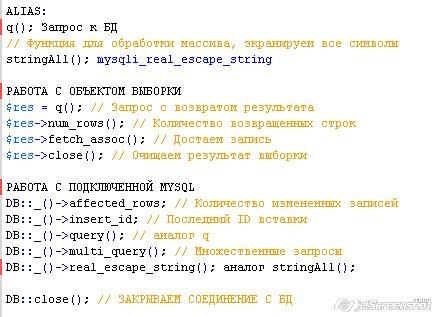 ALIAS:
q(); Запрос к БД
// Функция для обработки массива, экранируем все символы
stringAll(); mysqli_real_escape_string
РАБОТА С ОБЪЕКТОМ ВЫБОРКИ
$res = q(); // Запрос с возвратом результата
$res->num_rows(); // Количество возвращенных строк
$res->fetch_assoc(); // Достаем запись
$res->close(); // Очищаем результат выборки
РАБОТА С ПОДКЛЮЧЕННОЙ MYSQL
DB::_()->affected_rows; // Количество измененных записей
DB::_()->insert_id; // Последний ID вставки
DB::_()->query(); // аналог q
DB::_()->multi_query(); // Множественные запросы
DB::_()->real_escape_string(); аналог stringAll();
DB::close(); // ЗАКРЫВАЕМ СОЕДИНЕНИЕ С БД
jetScreenshot